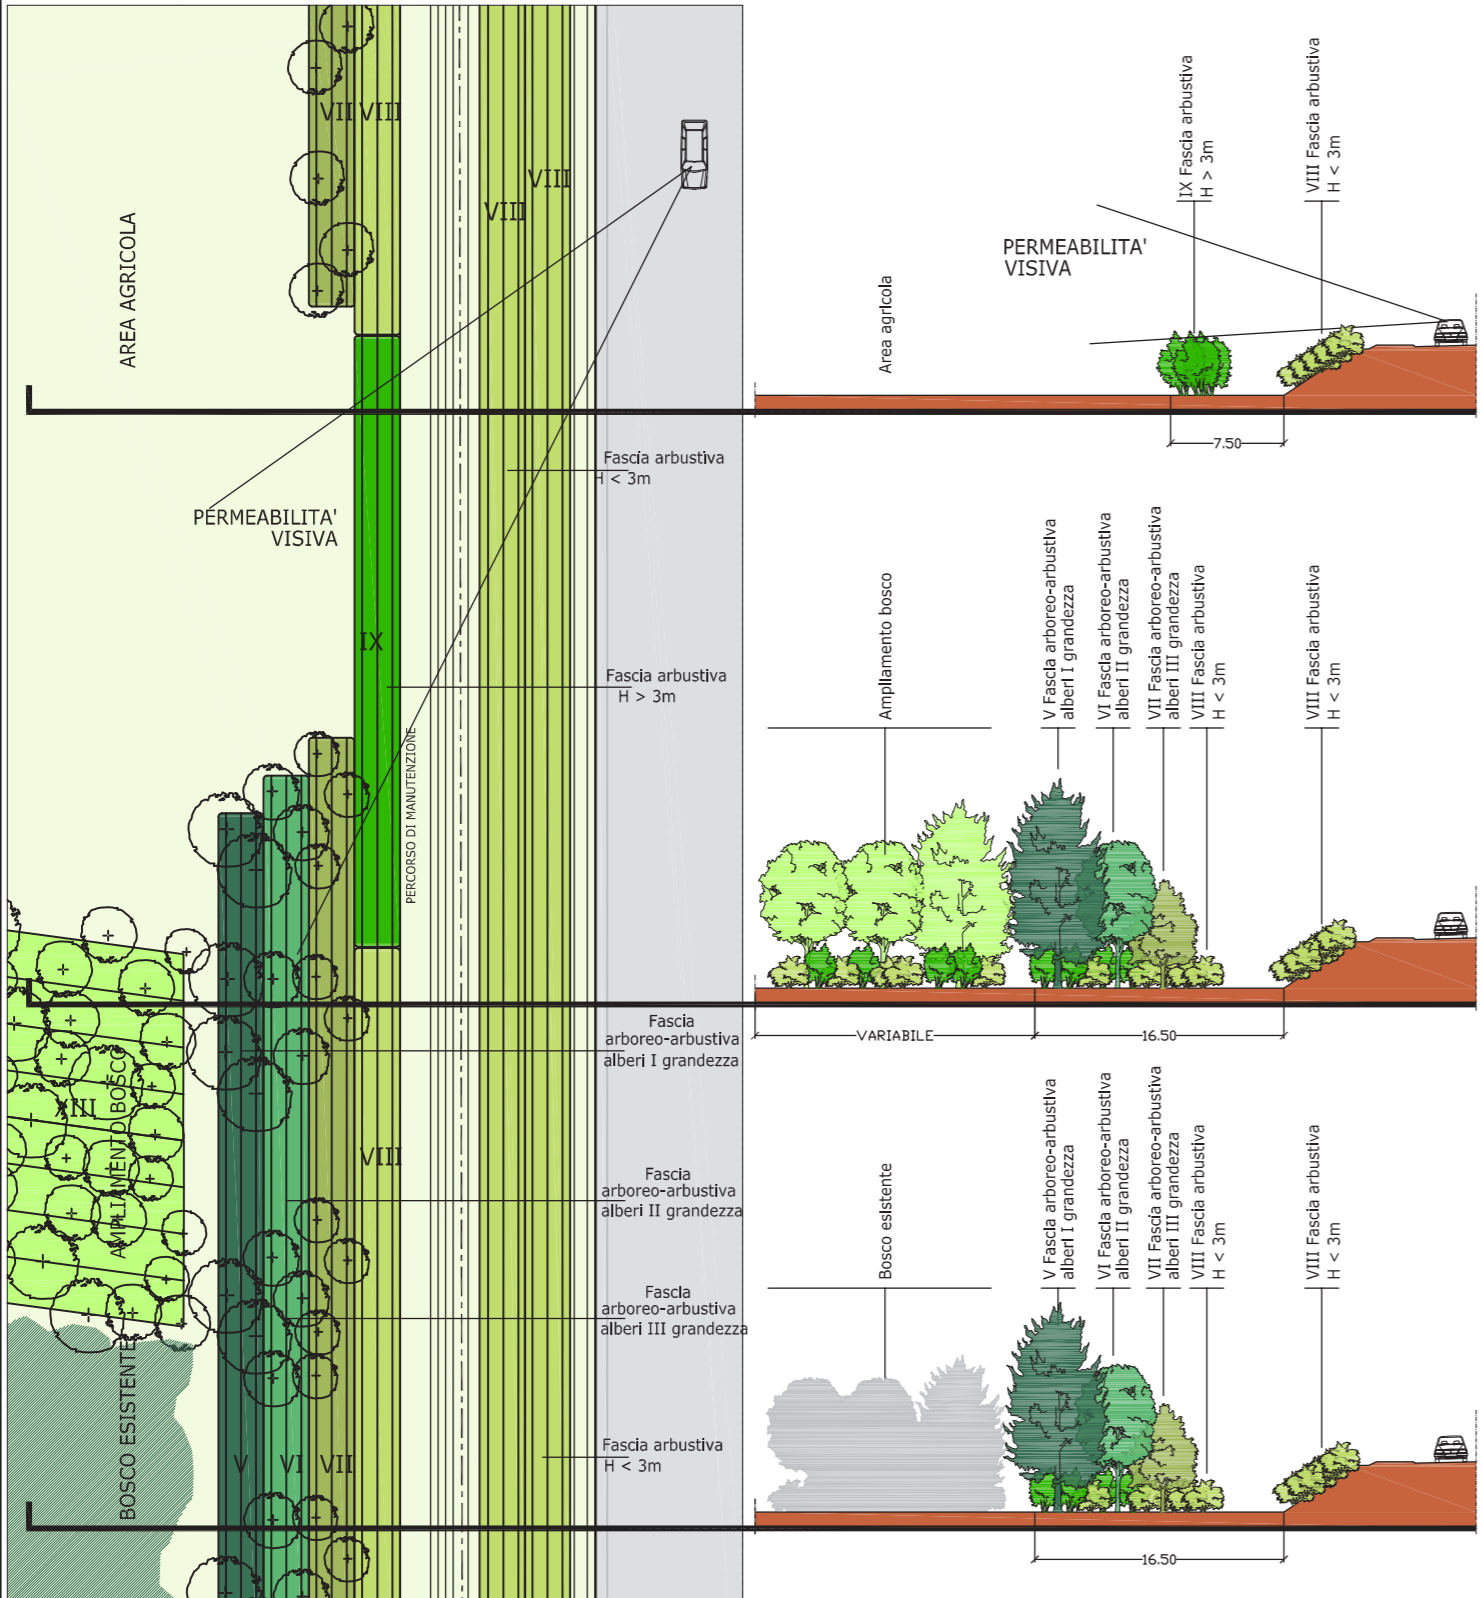 VII VIII
VIII
VIII
AREA AGRICOLA
PERMEABILITA'
VISIVA
Fascia arbustiva
H < 3m
IX
Fascia arbustiva
H > 3m
PERCORSO DI MANUTENZIONE
Fascia
arboreo-arbustiva
alberi I grandezza
XIII
AMPLIAMENTO BOSCO
VIII
Fascia
arboreo-arbustiva
alberi II grandezza
Fascia
arboreo-arbustiva
alberi III grandezza
BOSCO ESISTENTE
V VI VII
Fascia arbustiva
H < 3m
Area agricola
PERMEABILITA'
VISIVA
IX Fascia arbustiva
H > 3m
VIII Fascia arbustiva
H < 3m
7.50
Ampliamento bosco
V Fascia arboreo-arbustiva
alberi I grandezza
VI Fascia arboreo-arbustiva
alberi II grandezza
VII Fascia arboreo-arbustiva
alberi III grandezza
VIII Fascia arbustiva
H < 3m
VIII Fascia arbustiva
H < 3m
VARIABILE
16.50
Bosco esistente
V Fascia arboreo-arbustiva
alberi I grandezza
VI Fascia arboreo-arbustiva
alberi II grandezza
VII Fascia arboreo-arbustiva
alberi III grandezza
VIII Fascia arbustiva
H < 3m
VIII Fascia arbustiva
H < 3m
16.50